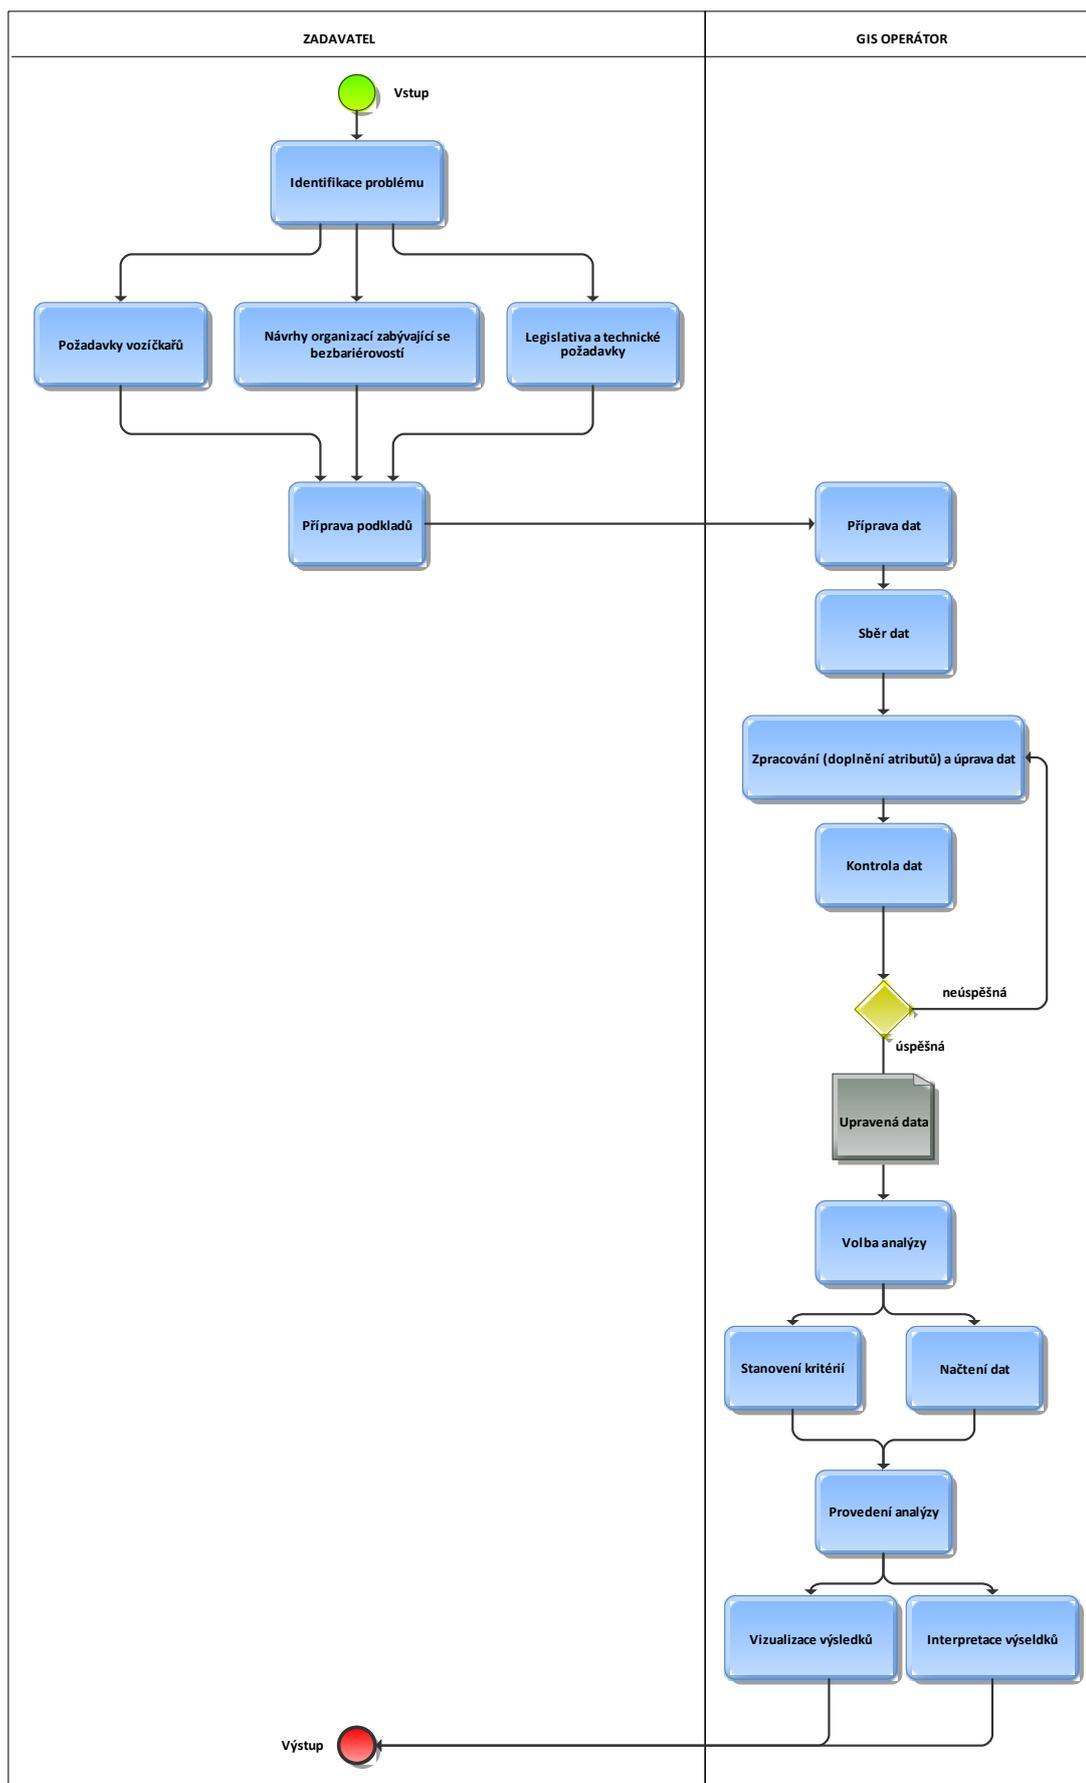 ZADAVATEL
GIS OPERÁTOR
Vstup
Identifikace problému
Požadavky vozíčkařů
Návrhy organizací zabývající se
bezbariérovostí
Legislativa a technické
požadavky
Příprava podkladů
Příprava dat
Sběr dat
Zpracování (doplnění atributů) a úprava dat
Kontrola dat
neúspěšná
úspěšná
Upravená data
Volba analýzy
Stanovení kritérií
Načtení dat
Provedení analýzy
Vizualizace výsledků
Interpretace výseldků
Výstup